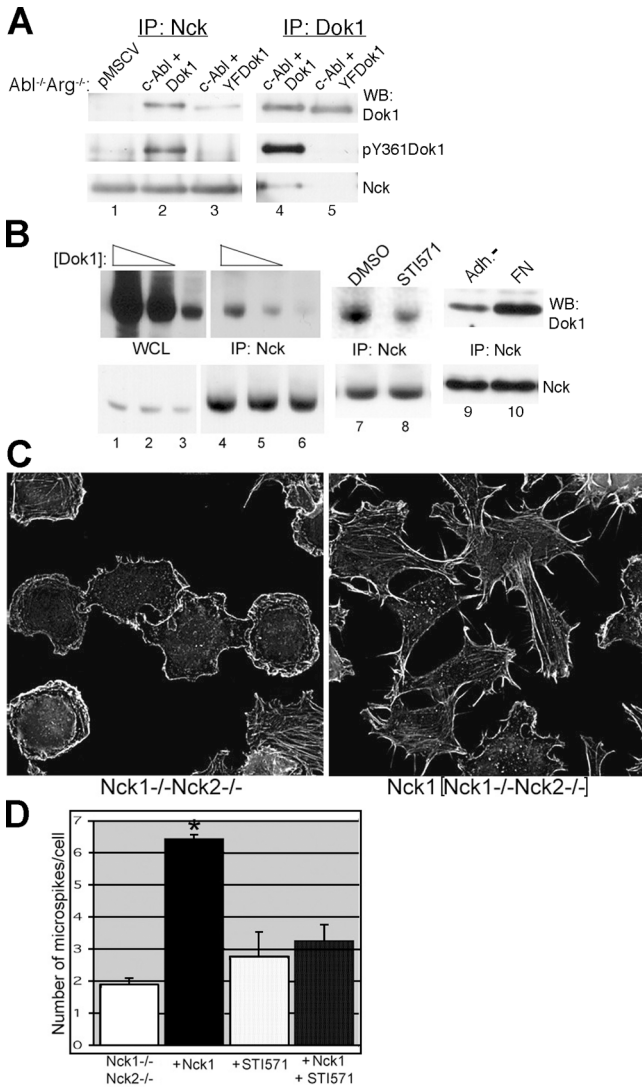 A
IP: Nck
IP: Dok1
Abl-/-Arg-/-:
pMSCV
c-Abl + Dok1
c-Abl + YFDok1
c-Abl + Dok1
c-Abl + YFDok1
WB: Dok1
pY361Dok1
Nck
1 2 3 4 5
B
[Dok1]:
DMSO
STI571
Adh.-
FN
WB: Dok1
WCL
IP: Nck
IP: Nck
IP: Nck
Nck
1 2 3 4 5 6 7 8 9 10
C
Nck1-/-Nck2-/-
Nck1 [Nck1-/-Nck2-/-]
D
Number of microspikes/cell
7
6
5
4
3
2
1
0
*
Nck1-/-
Nck2-/-
+Nck1
+STI571
+Nck1
+STI571